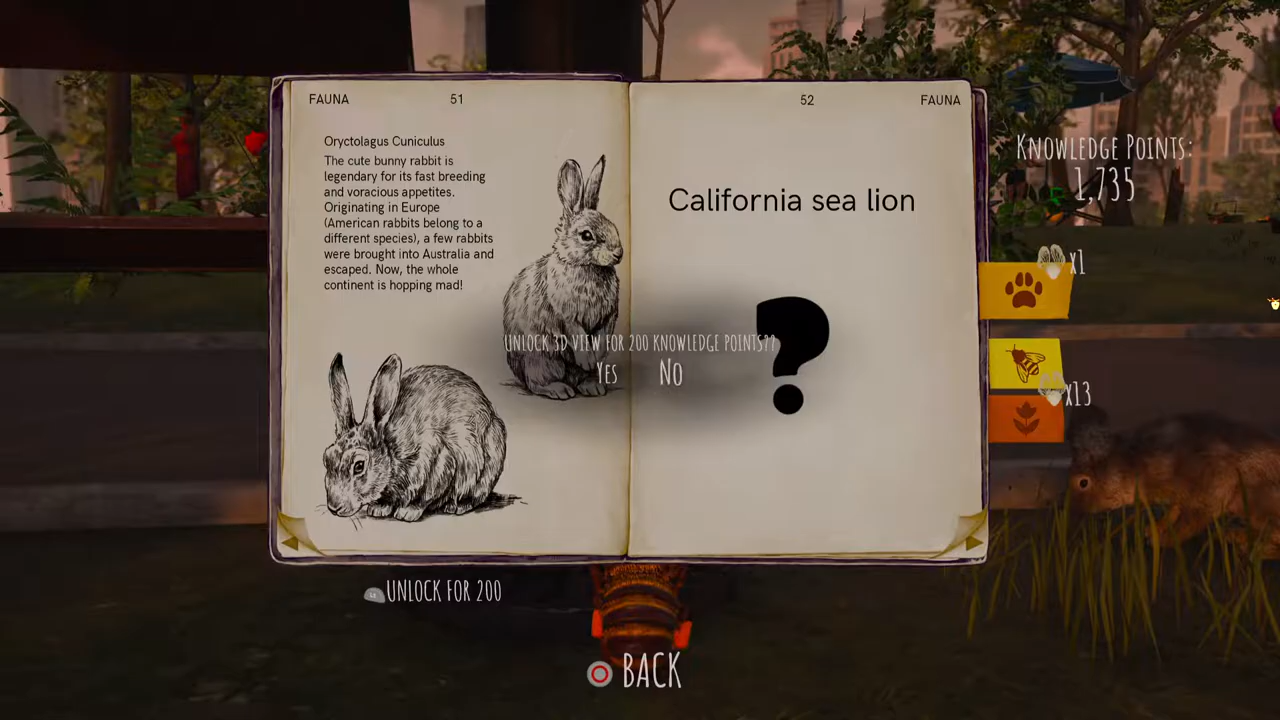 FAUNA 51
Oryctolagus Cuniculus
The cute bunny rabbit is
legendary for its fast breeding
and voracious appetites.
Originating in Europe
(American rabbits belong to a
different species), a few rabbits
were brought into Australia and
escaped. Now, the whole
continent is hopping mad!
52 FAUNA
California sea lion
?
KNOWLEDGE POINTS:
1,735
x1
x13
UNLOCK 3D VIEW FOR 200 KNOWLEDGE POINTS??
YES NO
UNLOCK FOR 200
BACK